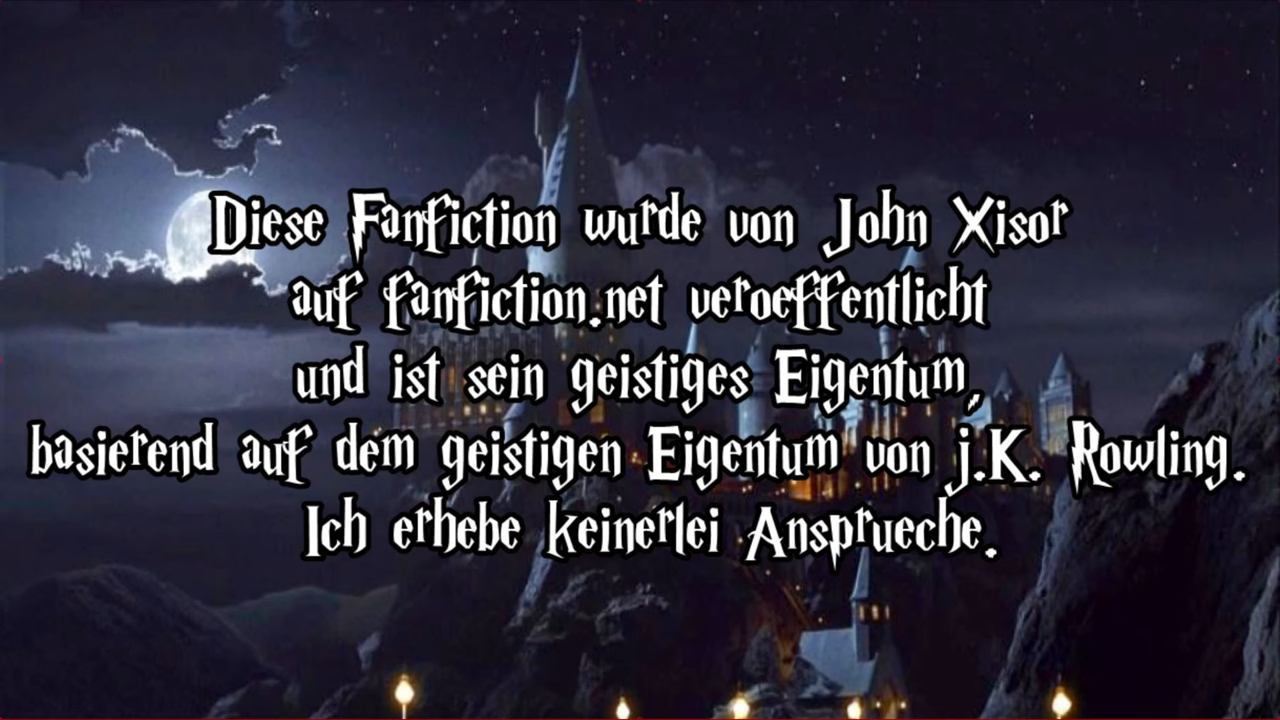 Diese Fanfiction wurde von John Xisor
auf fanfiction.net veroeffentlicht
und ist sein geistiges Eigentum,
basierend auf dem geistigen Eigentum von j.K. Rowling.
Ich erhebe keinerlei Ansprueche.